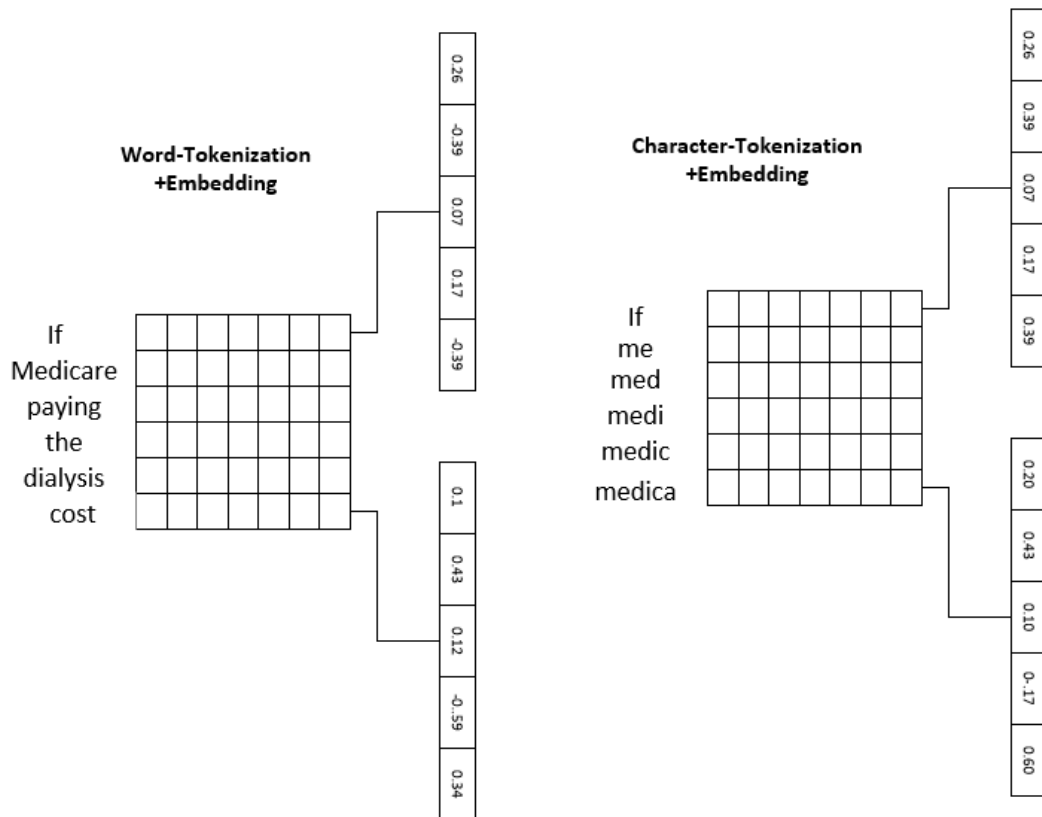 Word-Tokenization
+Embedding
If
Medicare
paying
the
dialysis
cost
0.26
-0.39
0.07
0.17
-0.39
0.1
0.43
0.12
-0..59
0.34
Character-Tokenization
+Embedding
If
me
med
medi
medic
medica
0.26
0.39
0.07
0.17
0.39
0.20
0.43
0.10
0-.17
0.60